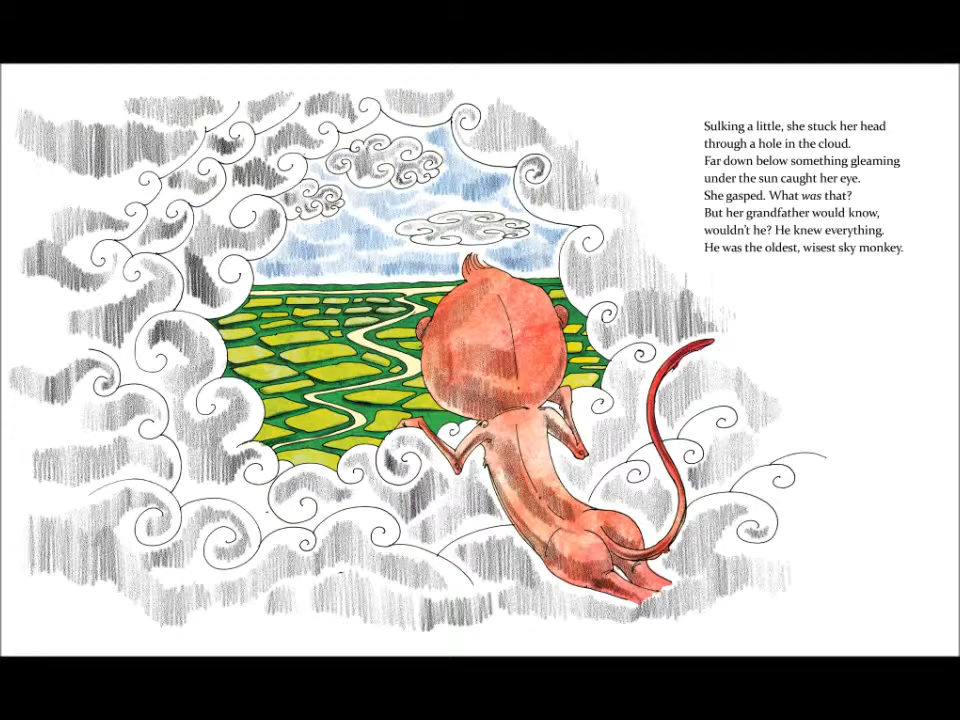 Sulking a little, she stuck her head
through a hole in the cloud.
Far down below something gleaming
under the sun caught her eye.
She gasped. What was that?
But her grandfather would know,
wouldn’t he? He knew everything.
He was the oldest, wisest sky monkey.